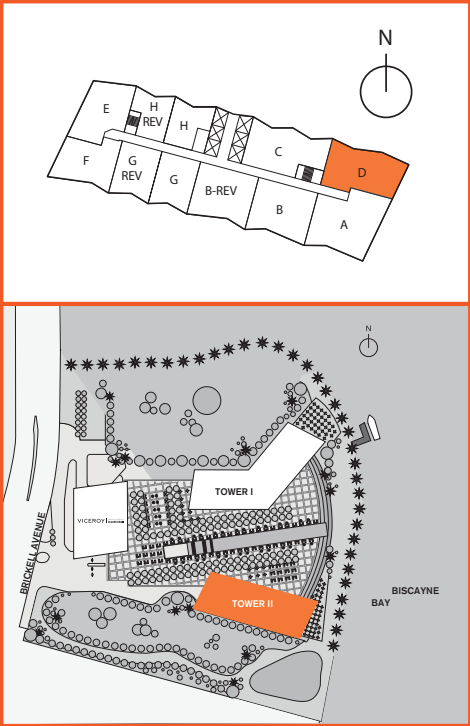 N
E
H
REV
H
C
D
F
G
REV
G
B-REV
B
A
N
TOWER I
VICEROY
BRICKELL AVENUE
TOWER II
BISCAYNE
BAY